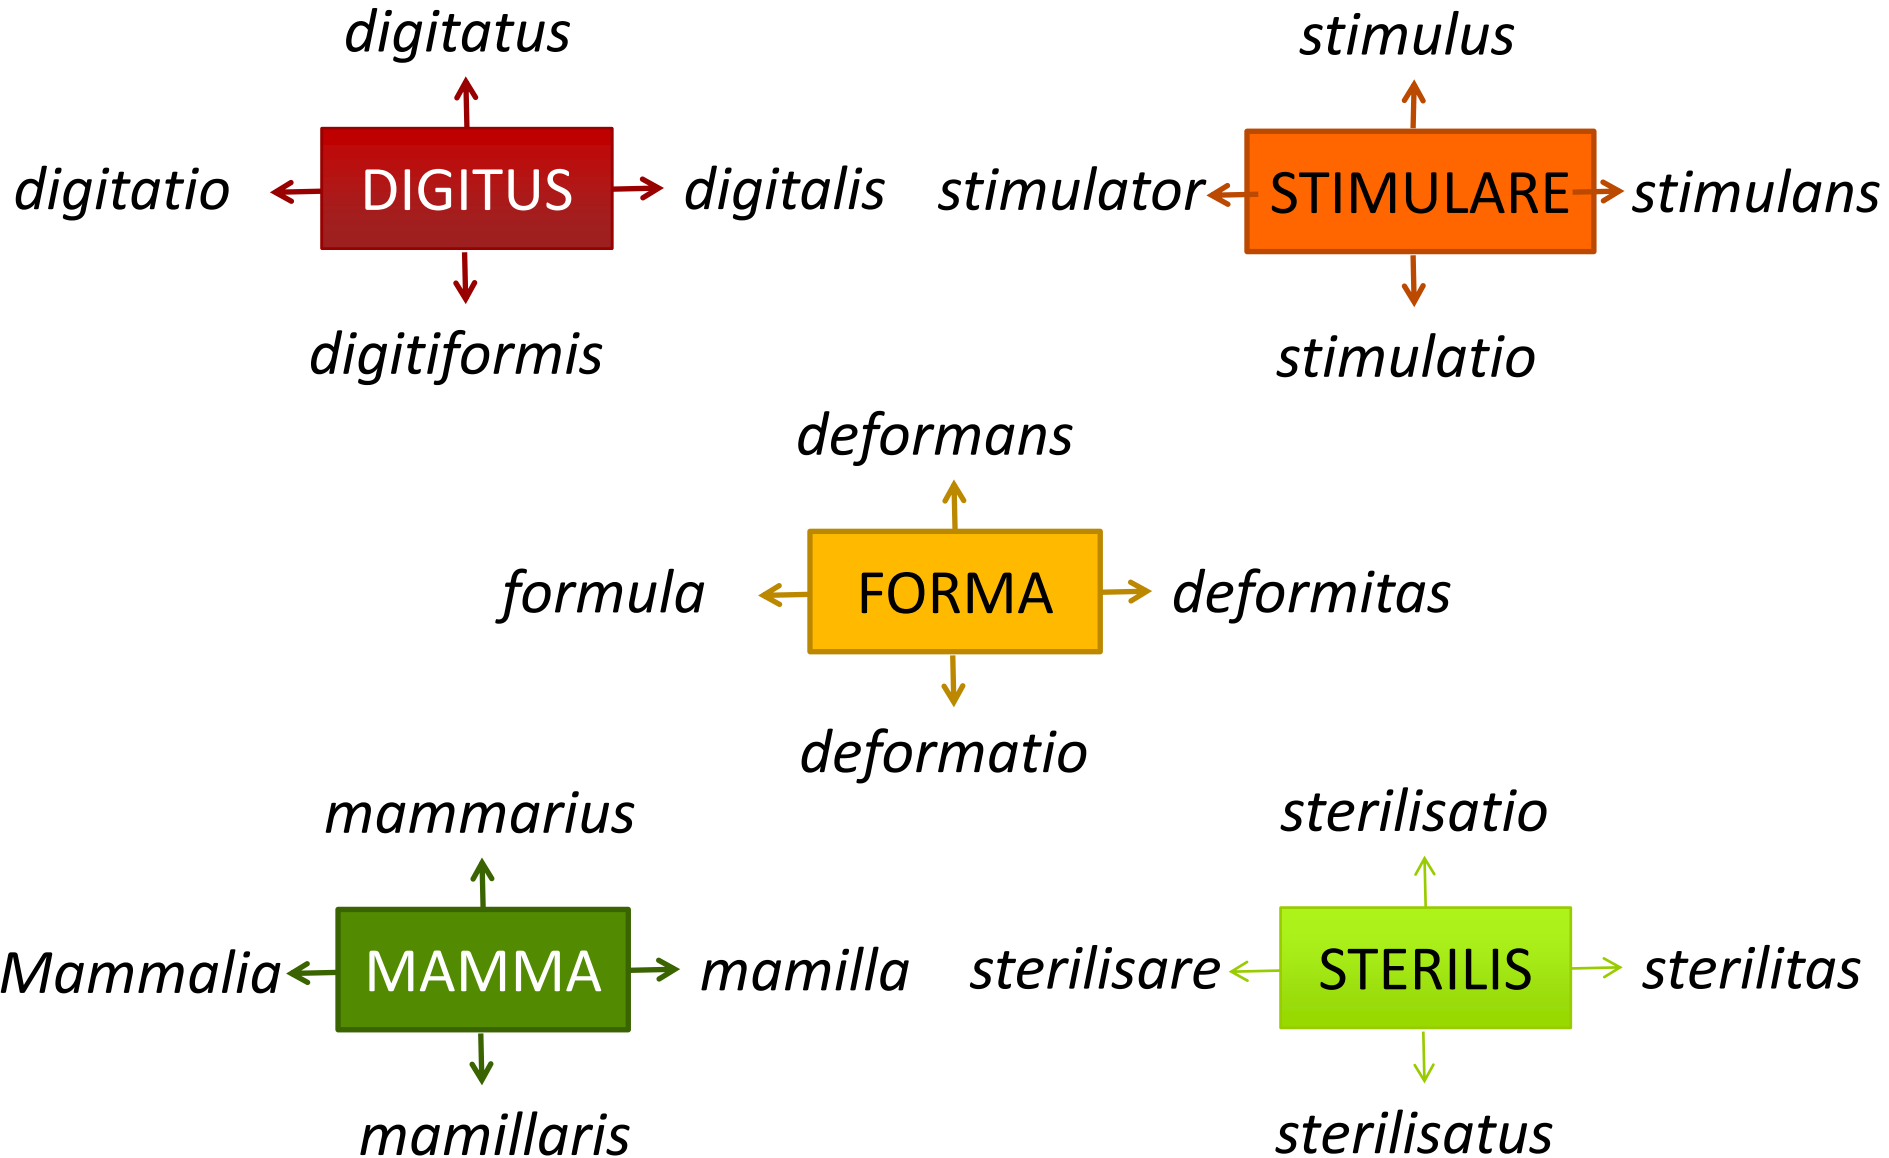 digitatus
digitatio
DIGITUS
digitalis
digitiformis
stimulus
stimulator
STIMULARE
stimulans
stimulatio
deformans
formula
FORMA
deformitas
deformatio
mammarius
Mammalia
MAMMA
mamilla
mamillaris
sterilisatio
sterilisare
STERILIS
sterilitas
sterilisatus